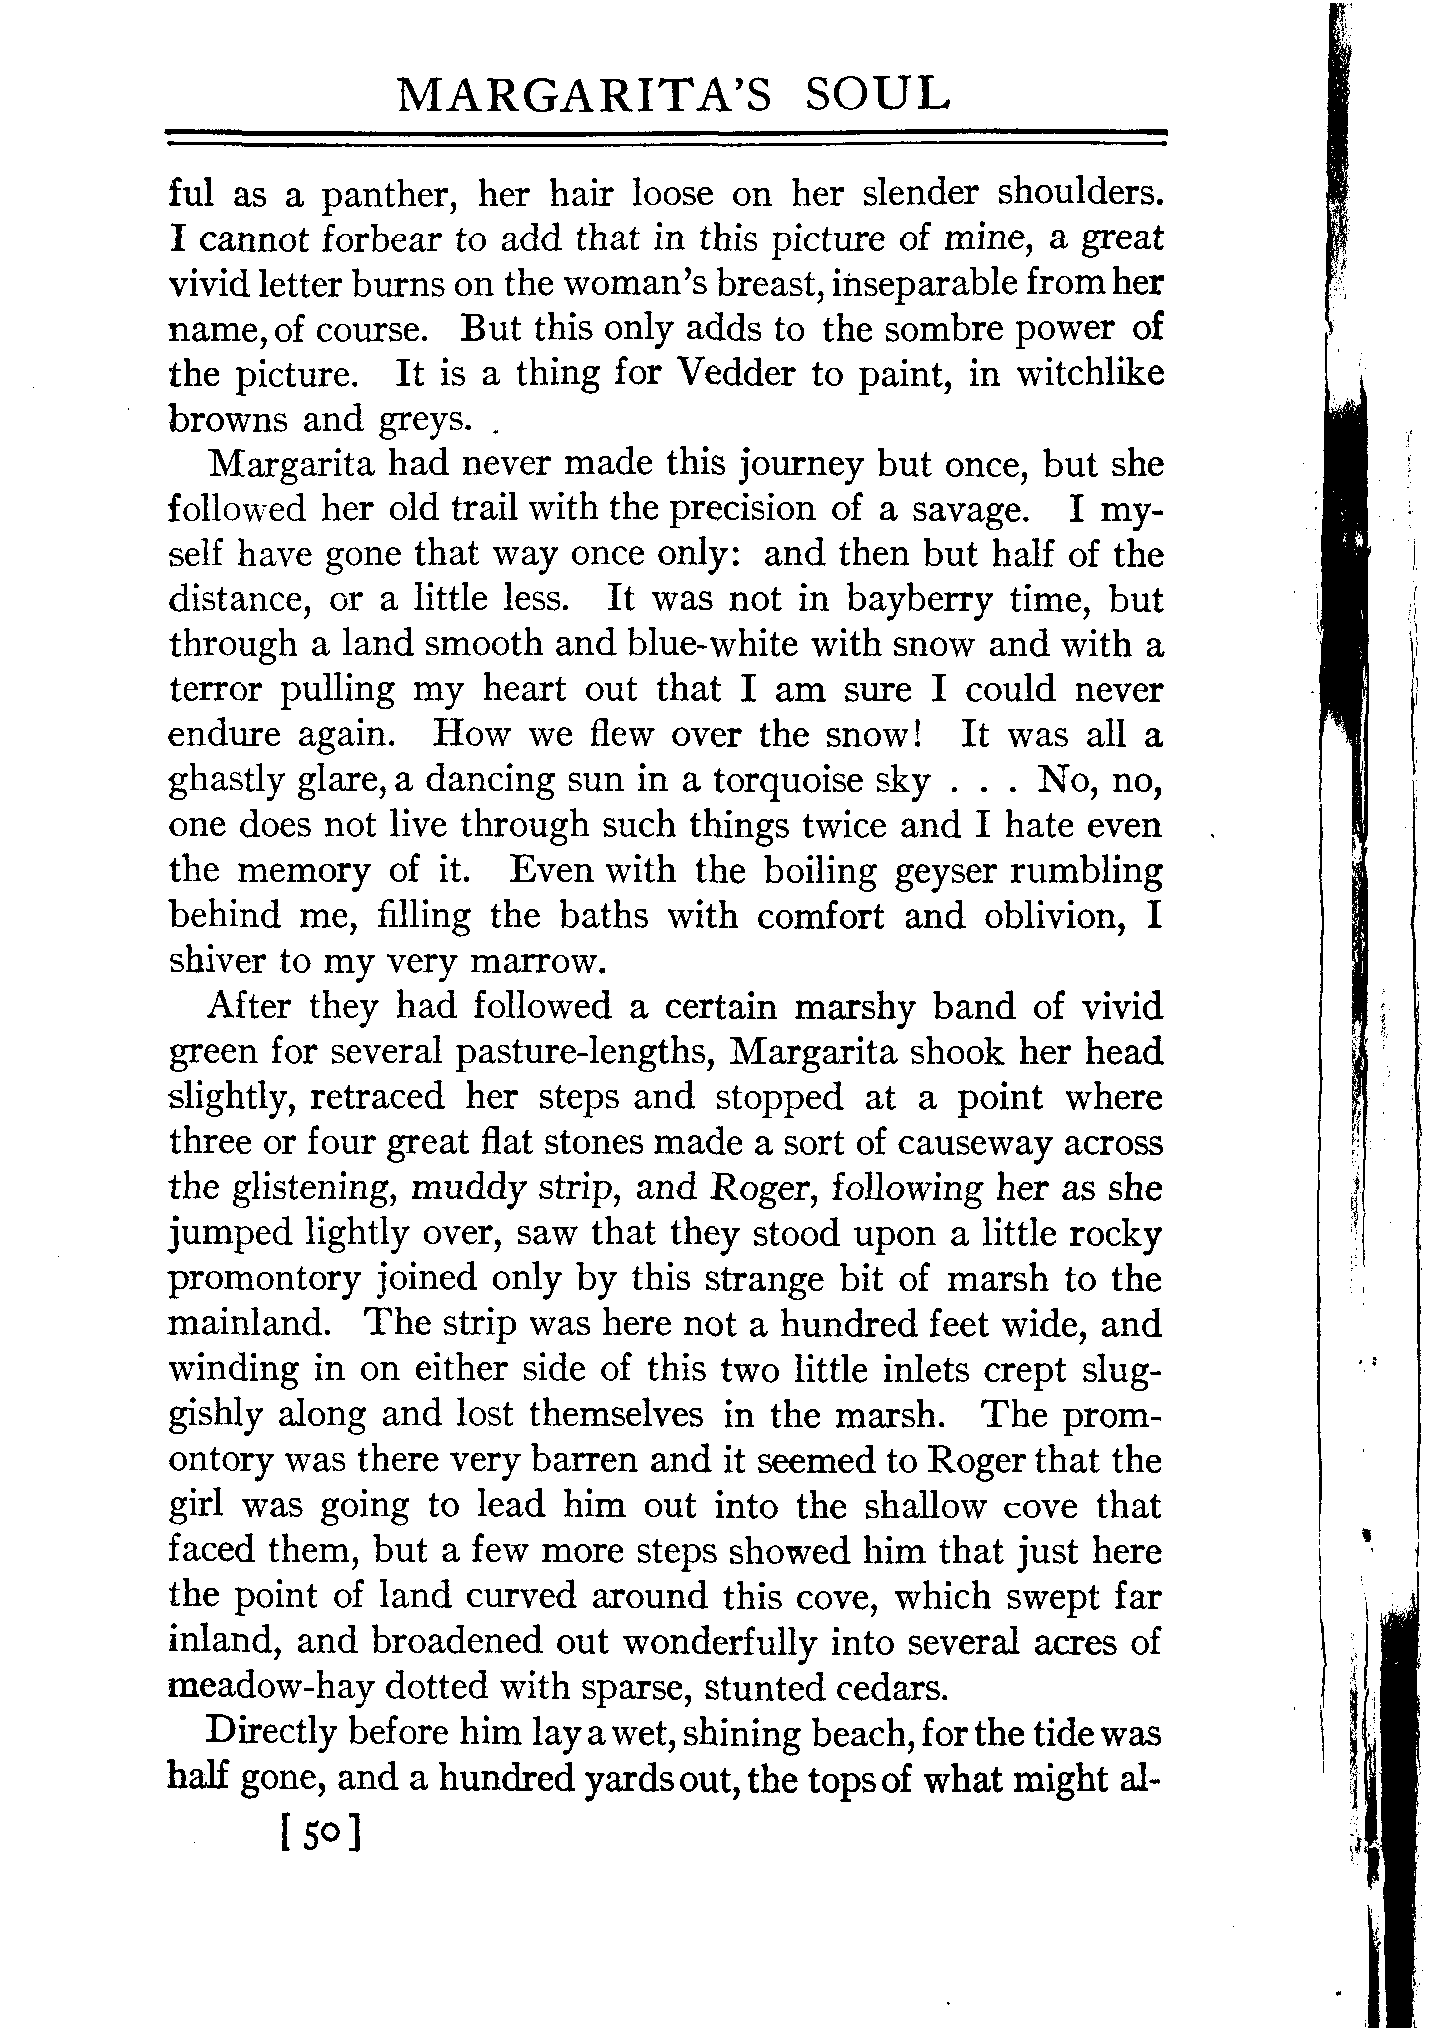 MARGARITA'S SOUL
ful as a panther, her hair loose on her slender shoulders.
I cannot forbear to add that in this picture of mine, a great
vivid letter burns on the woman's breast, inseparable from her
name, of course. But this only adds to the sombre power of
the picture. It is a thing for Vedder to paint, in witchlike
browns and greys.
Margarita had never made this journey but once, but she
followed her old trail with the precision of a savage. I my-
self have gone that way once only: and then but half of the
distance, or a little less. It was not in bayberry time, but
through a land smooth and blue-white with snow and with a
terror pulling my heart out that I am sure I could never
endure again. How we flew over the snow! It was all a
ghastly glare, a dancing sun in a torquoise sky . . . No, no,
one does not live through such things twice and I hate even
the memory of it. Even with the boiling geyser rumbling
behind me, filling the baths with comfort and oblivion, I
shiver to my very marrow.
After they had followed a certain marshy band of vivid
green for several pasture-lengths, Margarita shook her head
slightly, retraced her steps and stopped at a point where
three or four great flat stones made a sort of causeway across
the glistening, muddy strip, and Roger, following her as she
jumped lightly over, saw that they stood upon a little rocky
promontory joined only by this strange bit of marsh to the
mainland. The strip was here not a hundred feet wide, and
winding in on either side of this two little inlets crept slug-
gishly along and lost themselves in the marsh. The prom-
ontory was there very barren and it seemed to Roger that the
girl was going to lead him out into the shallow cove that
faced them, but a few more steps showed him that just here
the point of land curved around this cove, which swept far
inland, and broadened out wonderfully into several acres of
meadow-hay dotted with sparse, stunted cedars.
Directly before him lay a wet, shining beach, for the tide was
half gone, and a hundred yards out, the tops of what might al-
[ 50 ]